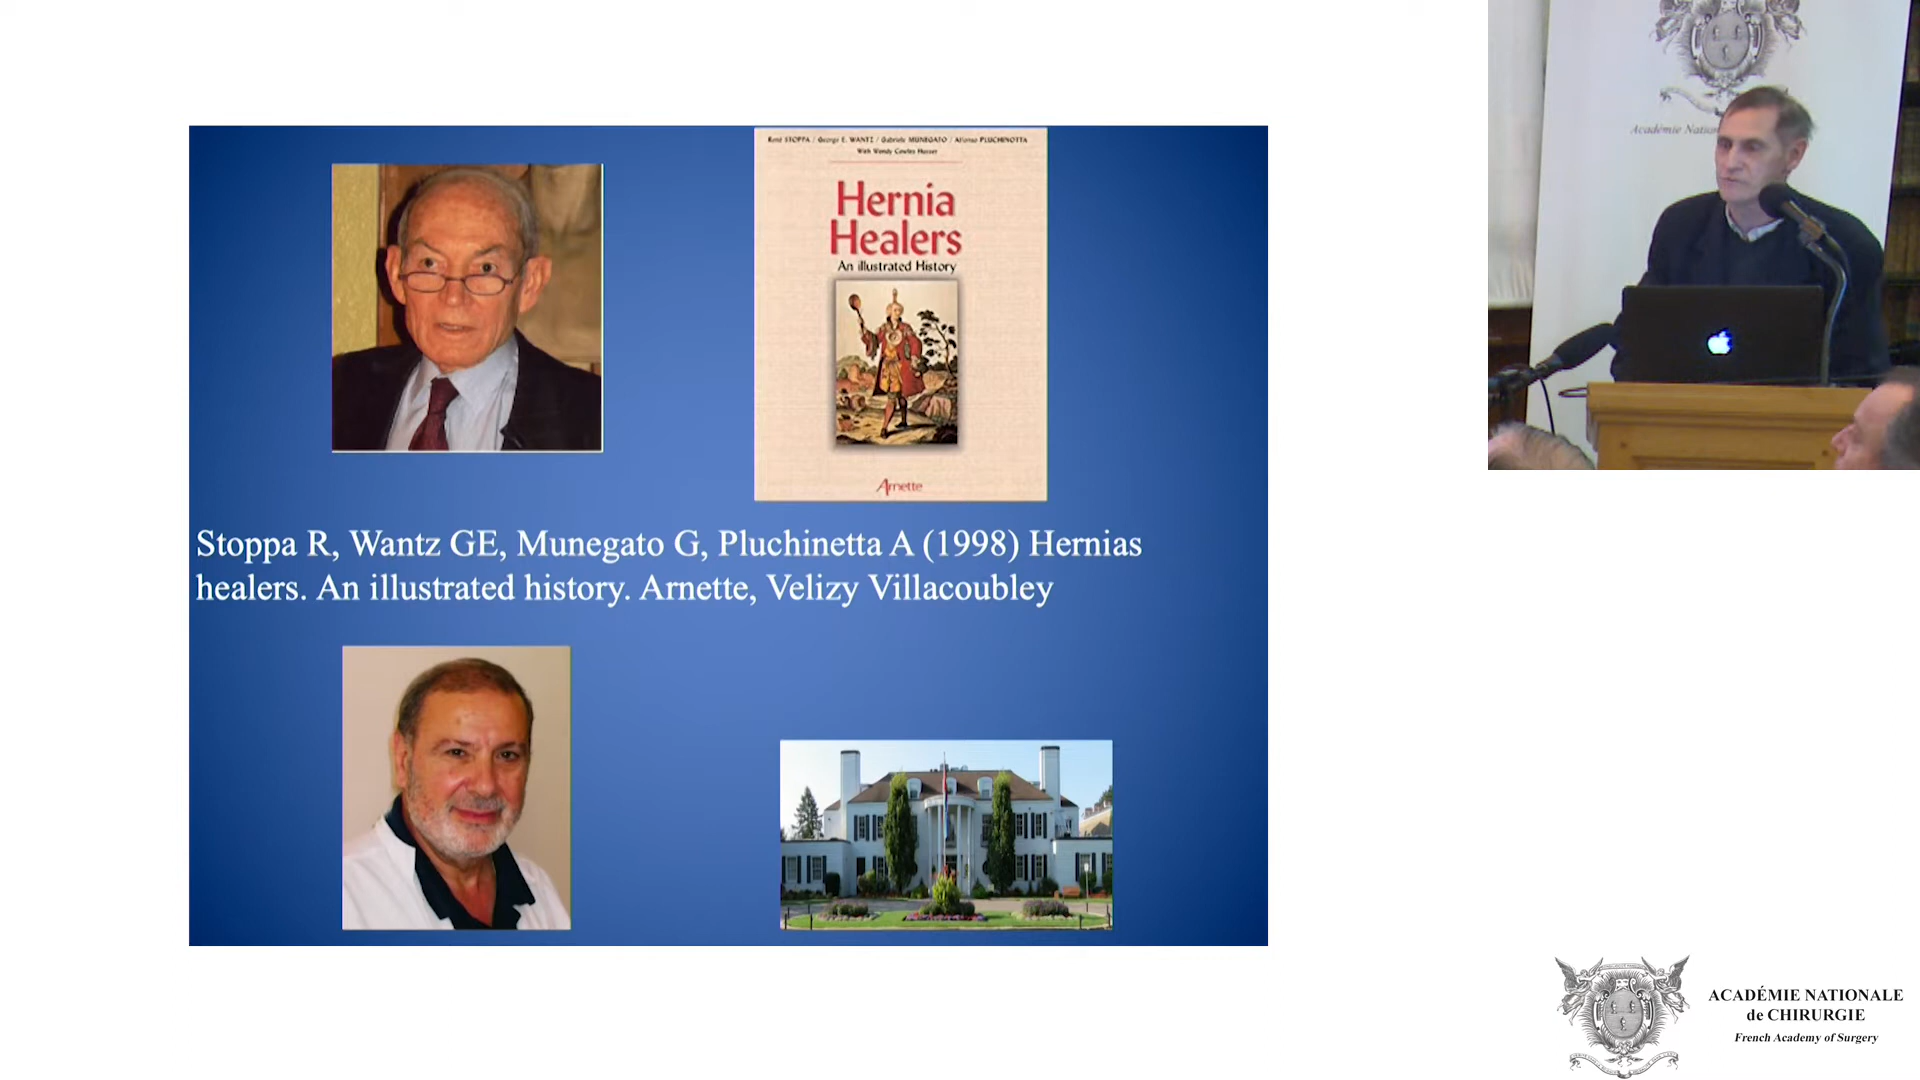 René STOPPA / George E. WANTZ / Gabriele MUNEGATO / Alfonso PLUCHINOTTA
With Wendy Cowles Husser
Hernia
Healers
An illustrated History
Arnette
Stoppa R, Wantz GE, Munegato G, Pluchinetta A (1998) Hernias
healers. An illustrated history. Arnette, Velizy Villacoubley
Académie Nation
ACADÉMIE NATIONALE
de CHIRURGIE
French Academy of Surgery